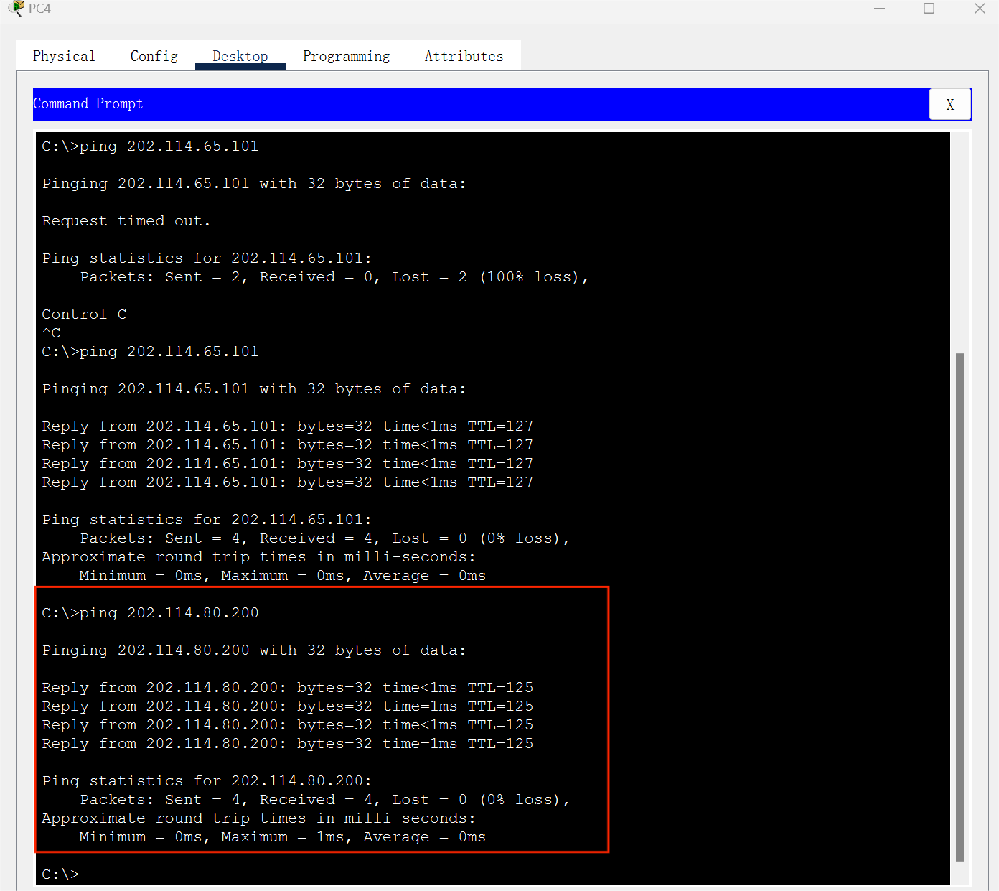 PC4
Physical Config Desktop Programming Attributes
Command Prompt X
C:\>ping 202.114.65.101
Pinging 202.114.65.101 with 32 bytes of data:
Request timed out.
Ping statistics for 202.114.65.101:
Packets: Sent = 2, Received = 0, Lost = 2 (100% loss),
Control-C
^C
C:\>ping 202.114.65.101
Pinging 202.114.65.101 with 32 bytes of data:
Reply from 202.114.65.101: bytes=32 time<1ms TTL=127
Reply from 202.114.65.101: bytes=32 time<1ms TTL=127
Reply from 202.114.65.101: bytes=32 time<1ms TTL=127
Reply from 202.114.65.101: bytes=32 time<1ms TTL=127
Ping statistics for 202.114.65.101:
Packets: Sent = 4, Received = 4, Lost = 0 (0% loss),
Approximate round trip times in milli-seconds:
Minimum = 0ms, Maximum = 0ms, Average = 0ms
C:\>ping 202.114.80.200
Pinging 202.114.80.200 with 32 bytes of data:
Reply from 202.114.80.200: bytes=32 time<1ms TTL=125
Reply from 202.114.80.200: bytes=32 time=1ms TTL=125
Reply from 202.114.80.200: bytes=32 time<1ms TTL=125
Reply from 202.114.80.200: bytes=32 time=1ms TTL=125
Ping statistics for 202.114.80.200:
Packets: Sent = 4, Received = 4, Lost = 0 (0% loss),
Approximate round trip times in milli-seconds:
Minimum = 0ms, Maximum = 1ms, Average = 0ms
C:\>